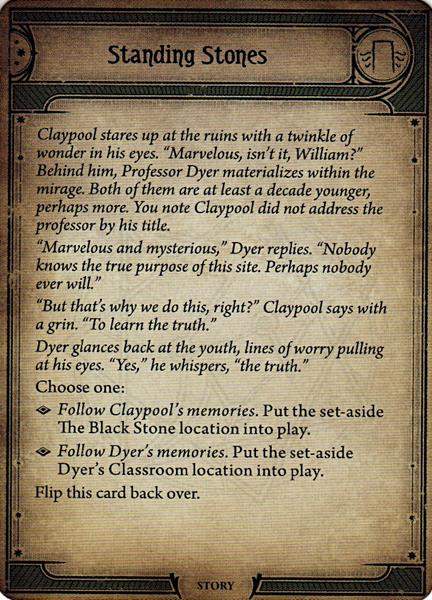 Standing Stones
Claypool stares up at the ruins with a twinkle of
wonder in his eyes. “Marvelous, isn’t it, William?”
Behind him, Professor Dyer materializes within the
mirage. Both of them are at least a decade younger,
perhaps more. You note Claypool did not address the
professor by his title.
“Marvelous and mysterious,” Dyer replies. “Nobody
knows the true purpose of this site. Perhaps nobody
ever will.”
“But that’s why we do this, right?” Claypool says with
a grin. “To learn the truth.”
Dyer glances back at the youth, lines of worry pulling
at his eyes. “Yes,” he whispers, “the truth.”
Choose one:
Follow Claypool’s memories. Put the set-aside
The Black Stone location into play.
Follow Dyer’s memories. Put the set-aside
Dyer’s Classroom location into play.
Flip this card back over.
STORY